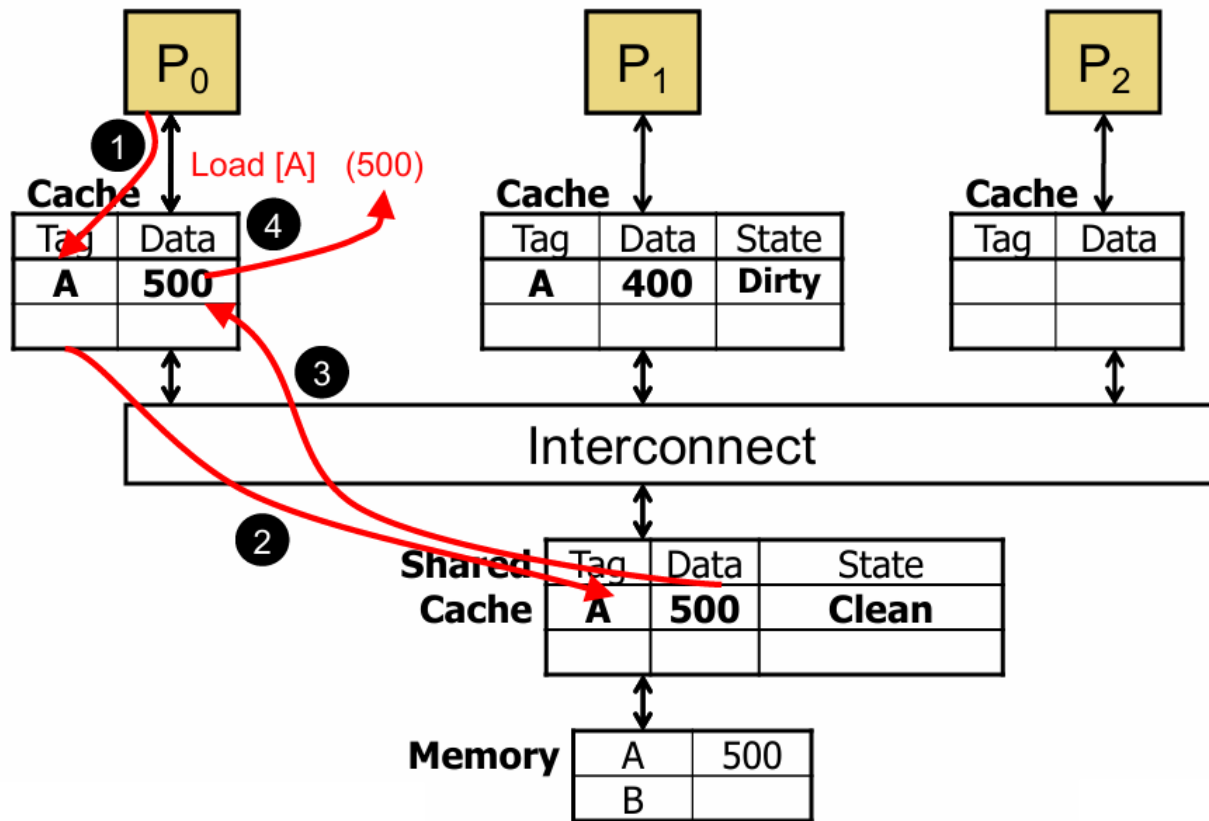 P0 P1 P2
1
Load [A] (500)
Cache Cache Cache
4
Tag Data Tag Data State Tag Data
A 500 A 400 Dirty
3
Interconnect
2
Shared Tag Data State
Cache A 500 Clean
Memory A 500
B